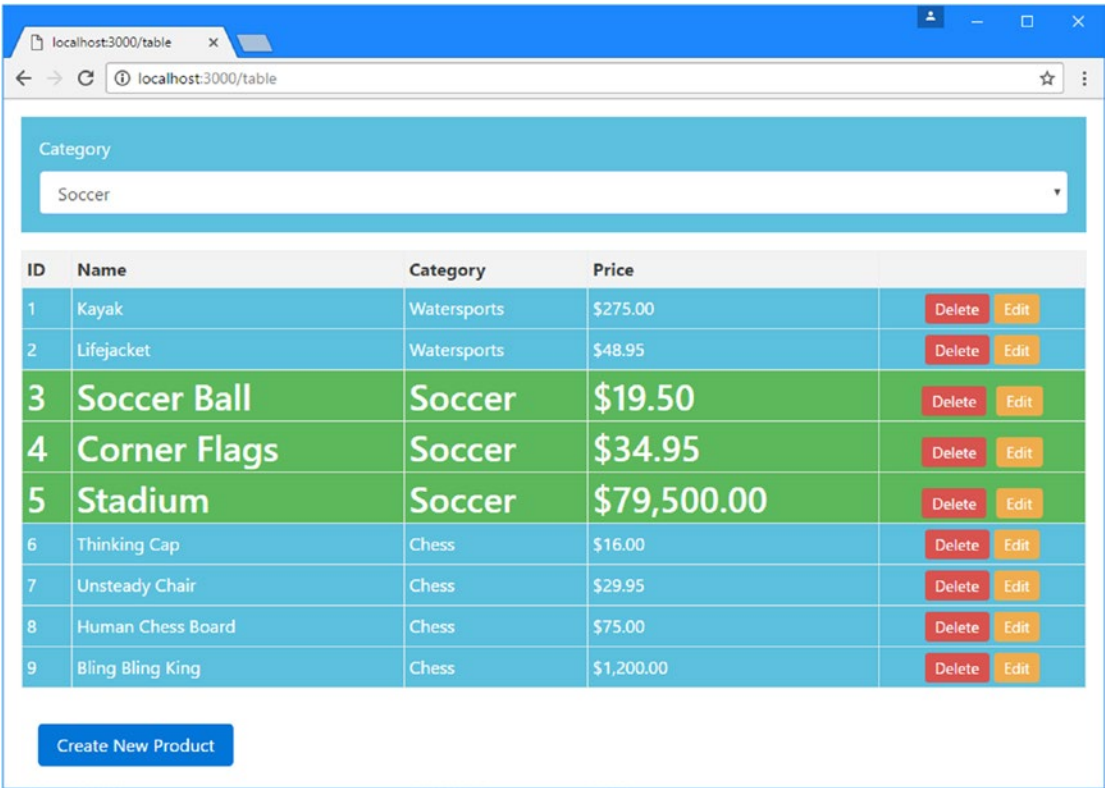 localhost:3000/table
localhost:3000/table
Category
Soccer
ID Name Category Price
1 Kayak Watersports $275.00 Delete Edit
2 Lifejacket Watersports $48.95 Delete Edit
3 Soccer Ball Soccer $19.50 Delete Edit
4 Corner Flags Soccer $34.95 Delete Edit
5 Stadium Soccer $79,500.00 Delete Edit
6 Thinking Cap Chess $16.00 Delete Edit
7 Unsteady Chair Chess $29.95 Delete Edit
8 Human Chess Board Chess $75.00 Delete Edit
9 Bling Bling King Chess $1,200.00 Delete Edit
Create New Product